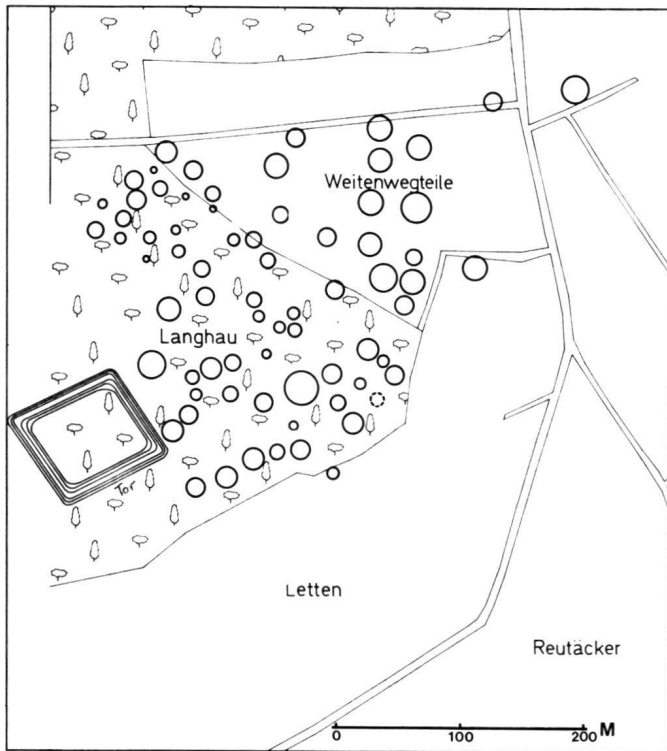 Weitenwegteile
Langhau
Tor
Letten
Reutäcker
0 100 200 M